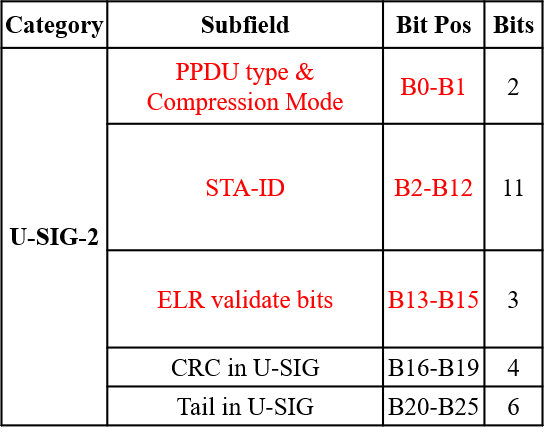 Category Subfield Bit Pos Bits
U-SIG-2
PPDU type &
Compression Mode B0-B1 2
STA-ID B2-B12 11
ELR validate bits B13-B15 3
CRC in U-SIG B16-B19 4
Tail in U-SIG B20-B25 6